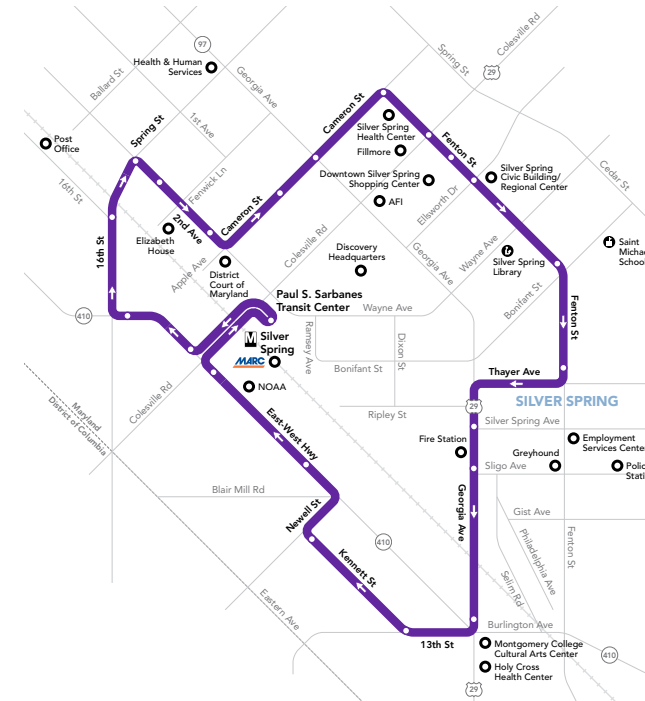 Colesville Rd
97
Spring St
29
Health & Human
Services
Ballard St
Georgia Ave
Cameron St
1st Ave
Spring St
Silver Spring
Health Center
Fenton St
Post
Office
Fillmore
16th St
Fenwick Ln
Downtown Silver Spring
Shopping Center
Silver Spring
Civic Building/
Regional Center
Cedar St
AFI
Ellsworth Dr
2nd Ave
Cameron St
Elizabeth
House
16th St
Colesville Rd
Discovery
Headquarters
Georgia Ave
Wayne Ave
Silver Spring
Library
Saint
Michae
School
Apple Ave
District
Court of
Maryland
Bonifant St
Paul S. Sarbanes
Transit Center
Wayne Ave
Fenton St
410
M
Silver
Spring
Ramsey Ave
Dixon St
MARC
Bonifant St
Thayer Ave
NOAA
Colesville Rd
Maryland
District of Columbia
29
SILVER SPRING
Ripley St
Silver Spring Ave
East-West Hwy
Fire Station
Employment
Services Cente
Greyhound
Sligo Ave
Polic
Stati
Blair Mill Rd
Newell St
Georgia Ave
Gist Ave
410
Philadelphia Ave
Fenton St
Kennett St
Selim Rd
Eastern Ave
Burlington Ave
13th St
Montgomery College
Cultural Arts Center
410
Holy Cross
Health Center
29